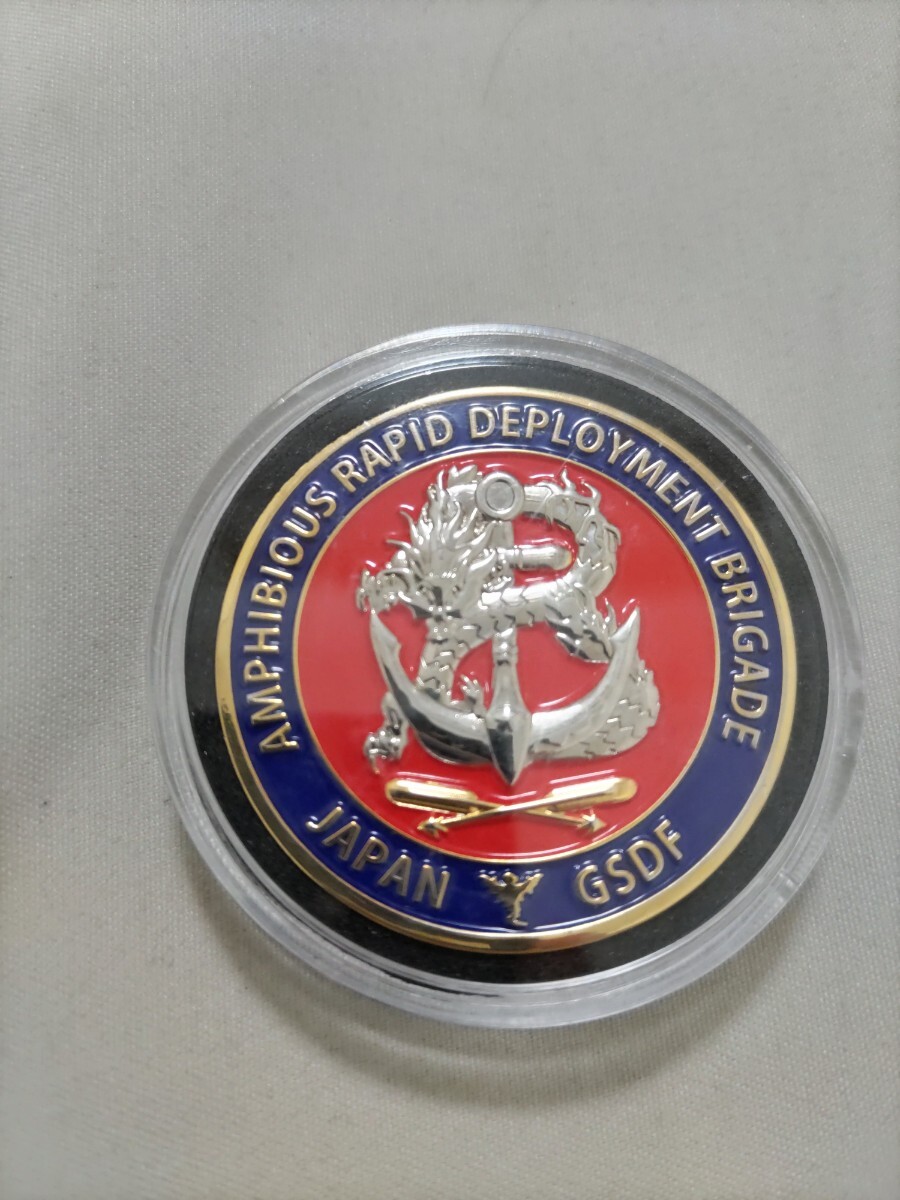 AMPHIBIOUS RAPID DEPLOYMENT BRIGADE
JAPAN GSDF